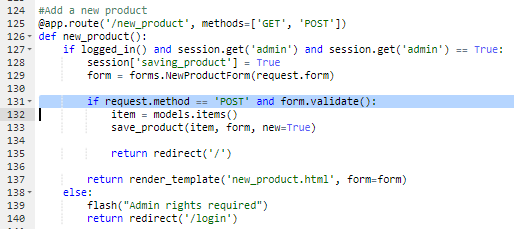 124 #Add a new product
125 @app.route('/new_product', methods=['GET', 'POST'])
126 def new_product():
127     if logged_in() and session.get('admin') and session.get('admin') == True:
128         session['saving_product'] = True
129         form = forms.NewProductForm(request.form)
130
131         if request.method == 'POST' and form.validate():
132             item = models.items()
133             save_product(item, form, new=True)
134
135             return redirect('/')
136
137         return render_template('new_product.html', form=form)
138     else:
139         flash("Admin rights required")
140         return redirect('/login')